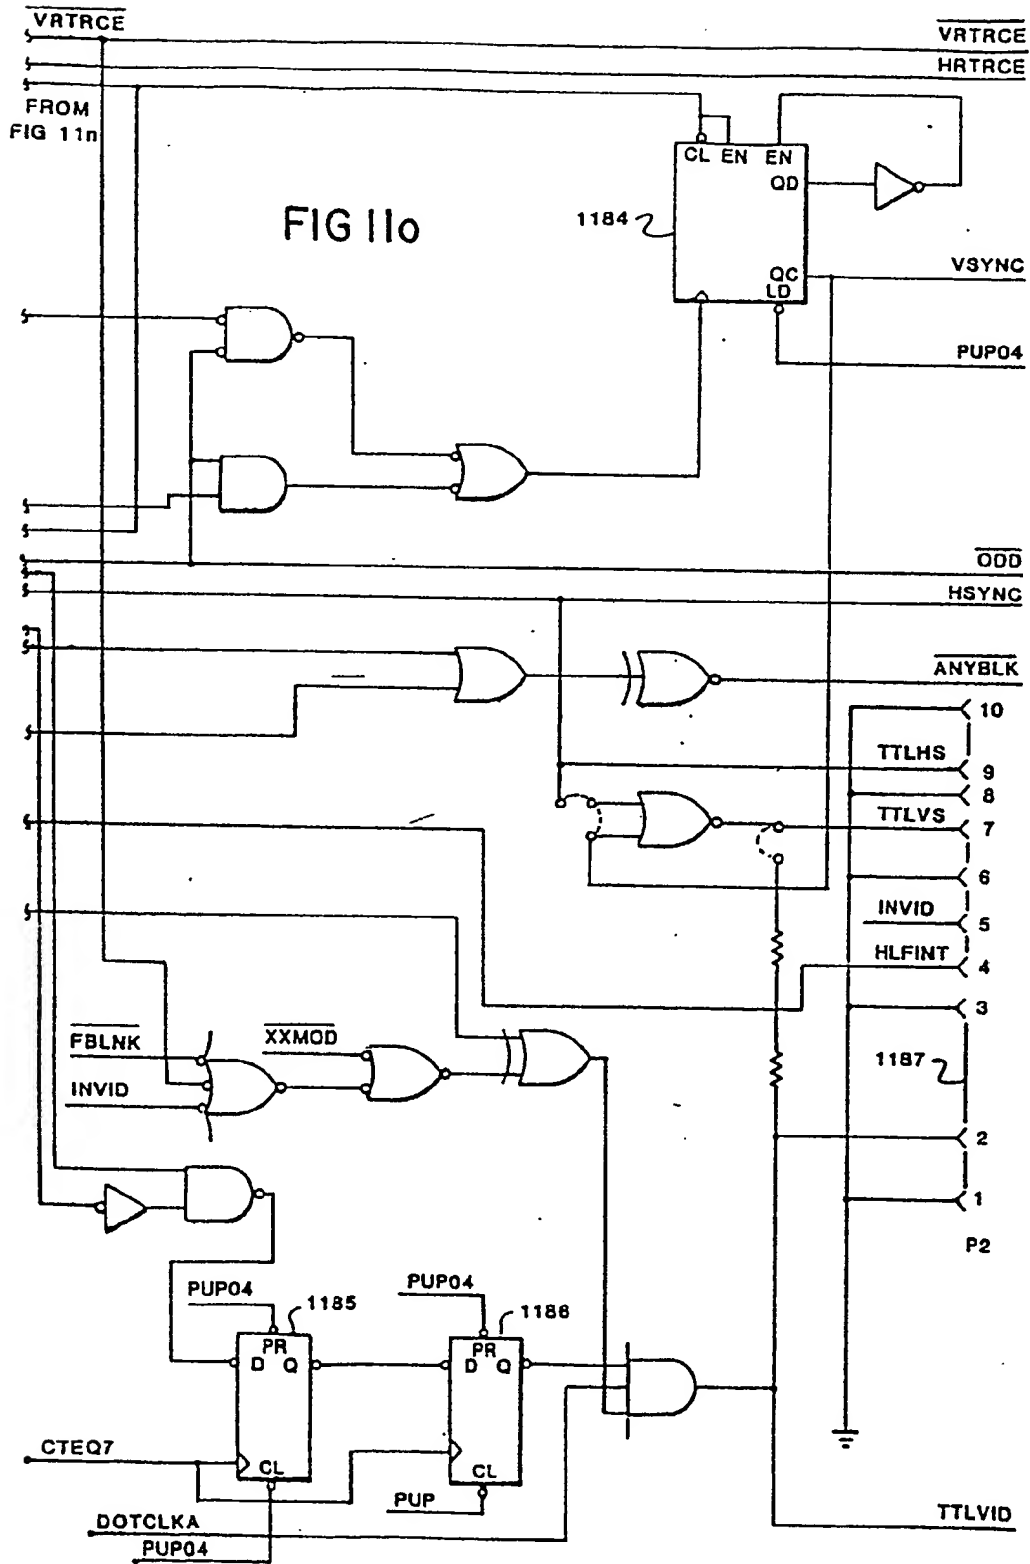 VRTRCE
VRTRCE
HRTRCE
FROM
FIG 11n
CL EN EN
QD
FIG 11o
1184
QC
LD
VSYNC
PUP04
ODD
HSYNC
ANYBLK
10
TTLHS
9
8
TTLVS
7
6
INVID
5
HLFINT
4
3
FBLNK
XXMOD
1187
INVID
2
1
P2
PUP04
1185
PUP04
1186
PR
D Q
PR
D Q
CTEQ7
CL
CL
PUP
DOTCLKA
TTLVID
PUP04